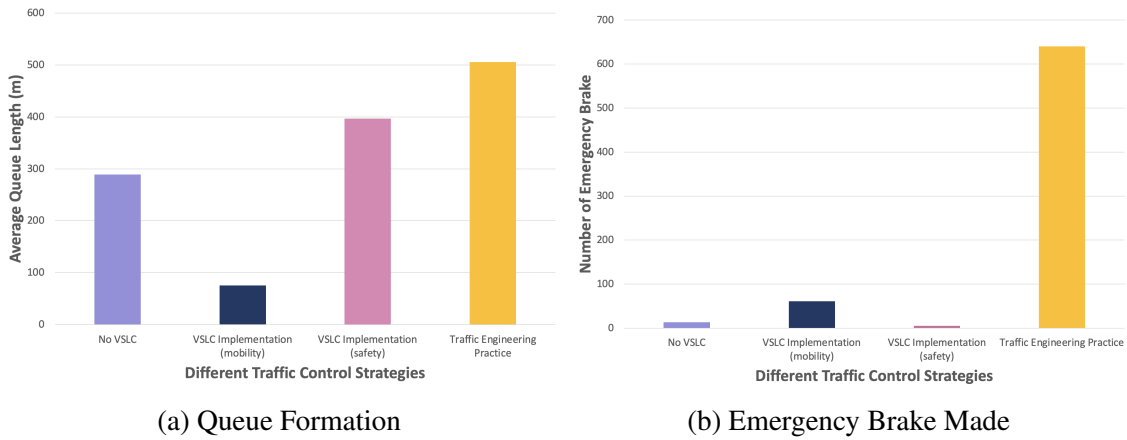 600
500
400
300
200
100
0
Average Queue Length (m)
No VSLC
VSLC Implementation
(mobility)
VSLC Implementation
(safety)
Traffic Engineering
Practice
Different Traffic Control Strategies
(a) Queue Formation
700
600
500
400
300
200
100
0
Number of Emergency Brake
No VSLC
VSLC Implementation
(mobility)
VSLC Implementation
(safety)
Traffic Engineering Practice
Different Traffic Control Strategies
(b) Emergency Brake Made